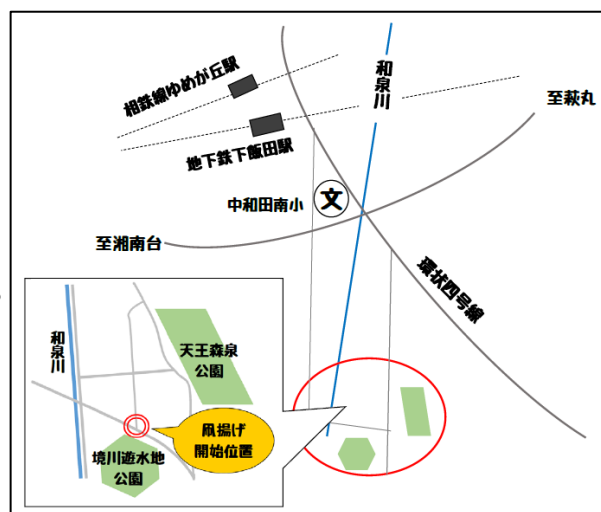 相鉄線ゆめが丘駅
地下鉄下飯田駅
和泉川
至萩丸
中和田南小
文
至湘南台
環状四号線
和泉川
天王森泉
公園
凧揚げ
開始位置
境川遊水地
公園